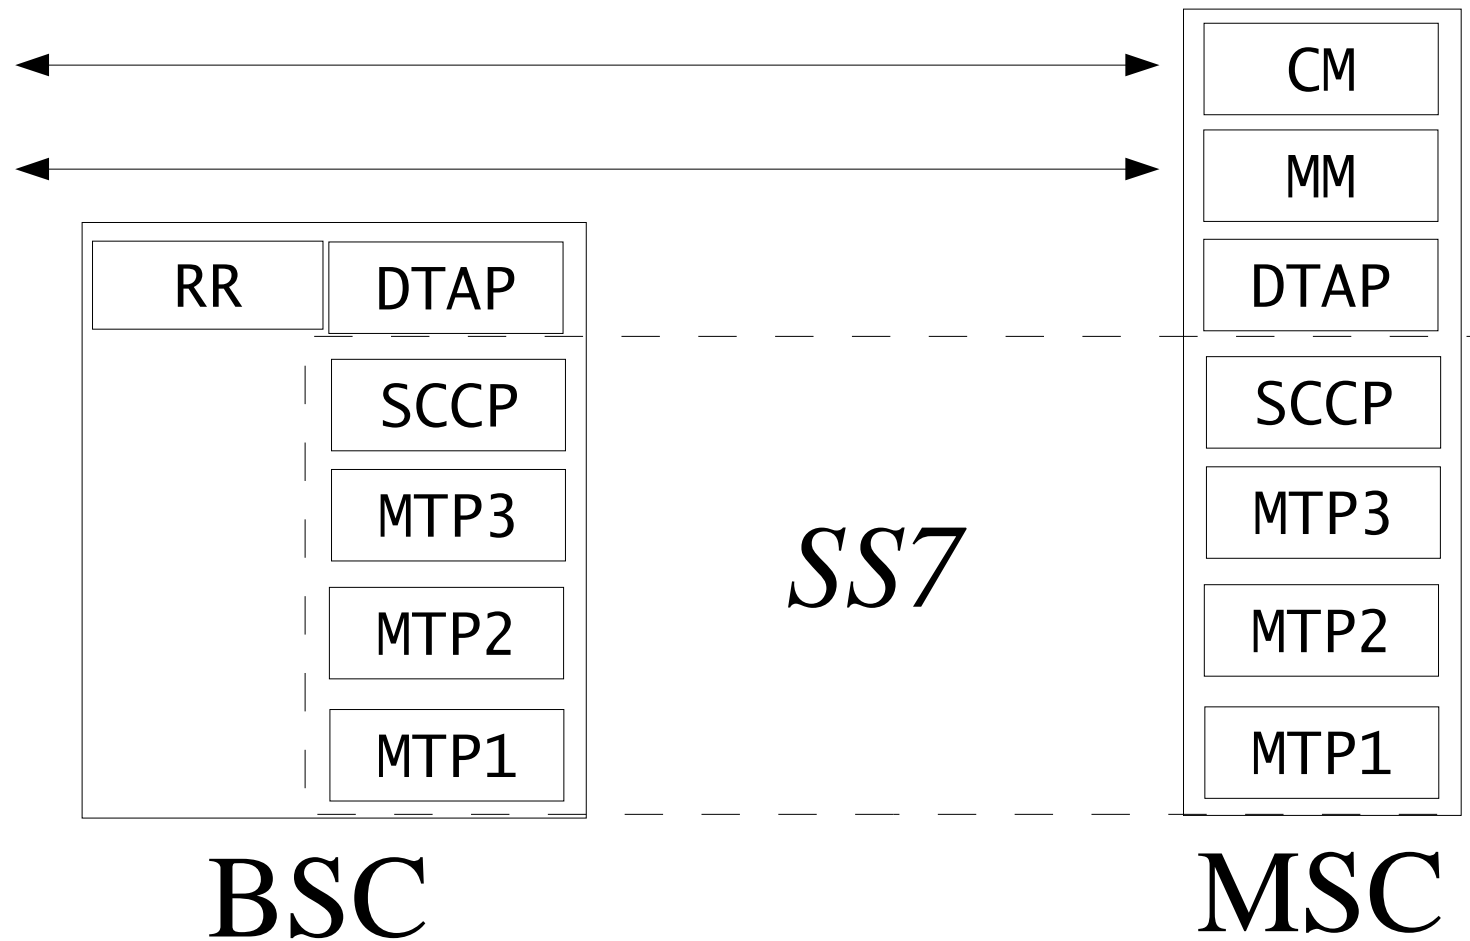 CM
MM
RR DTAP DTAP
SCCP SCCP
MTP3 SS7 MTP3
MTP2 MTP2
MTP1 MTP1
BSC MSC